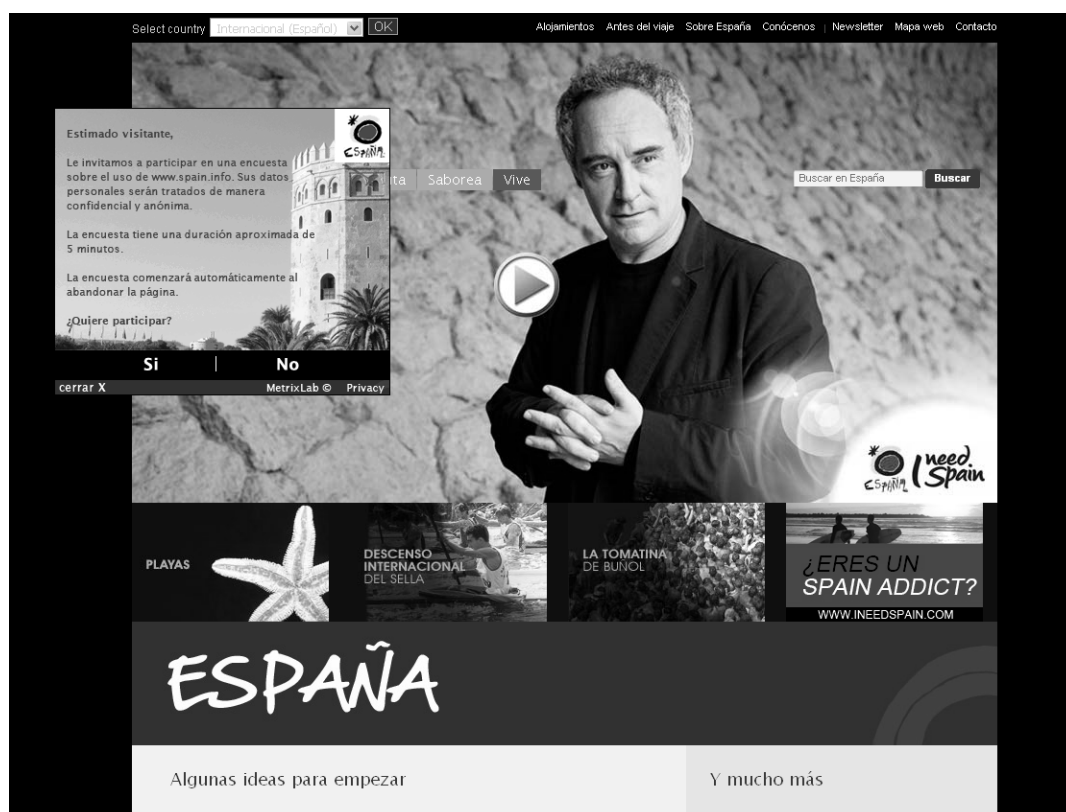 Select country Internacional (Español) OK
Alojamientos Antes del viaje Sobre España Conócenos | Newsletter Mapa web Contacto
Estimado visitante,
ESPAÑA
Le invitamos a participar en una encuesta
sobre el uso de www.spain.info. Sus datos
personales serán tratados de manera
confidencial y anónima.
La encuesta tiene una duración aproximada de
5 minutos.
La encuesta comenzará automáticamente al
abandonar la página.
¿Quiere participar?
Si | No
cerrar X MetrixLab © Privacy
Saborea Vive
Buscar en España Buscar
ESPAÑA
I need
Spain
PLAYAS
DESCENSO
INTERNACIONAL
DEL SELLA
LA TOMATINA
DE BUÑOL
¿ERES UN
SPAIN ADDICT?
WWW.INEEDSPAIN.COM
ESPAÑA
Algunas ideas para empezar
Y mucho más